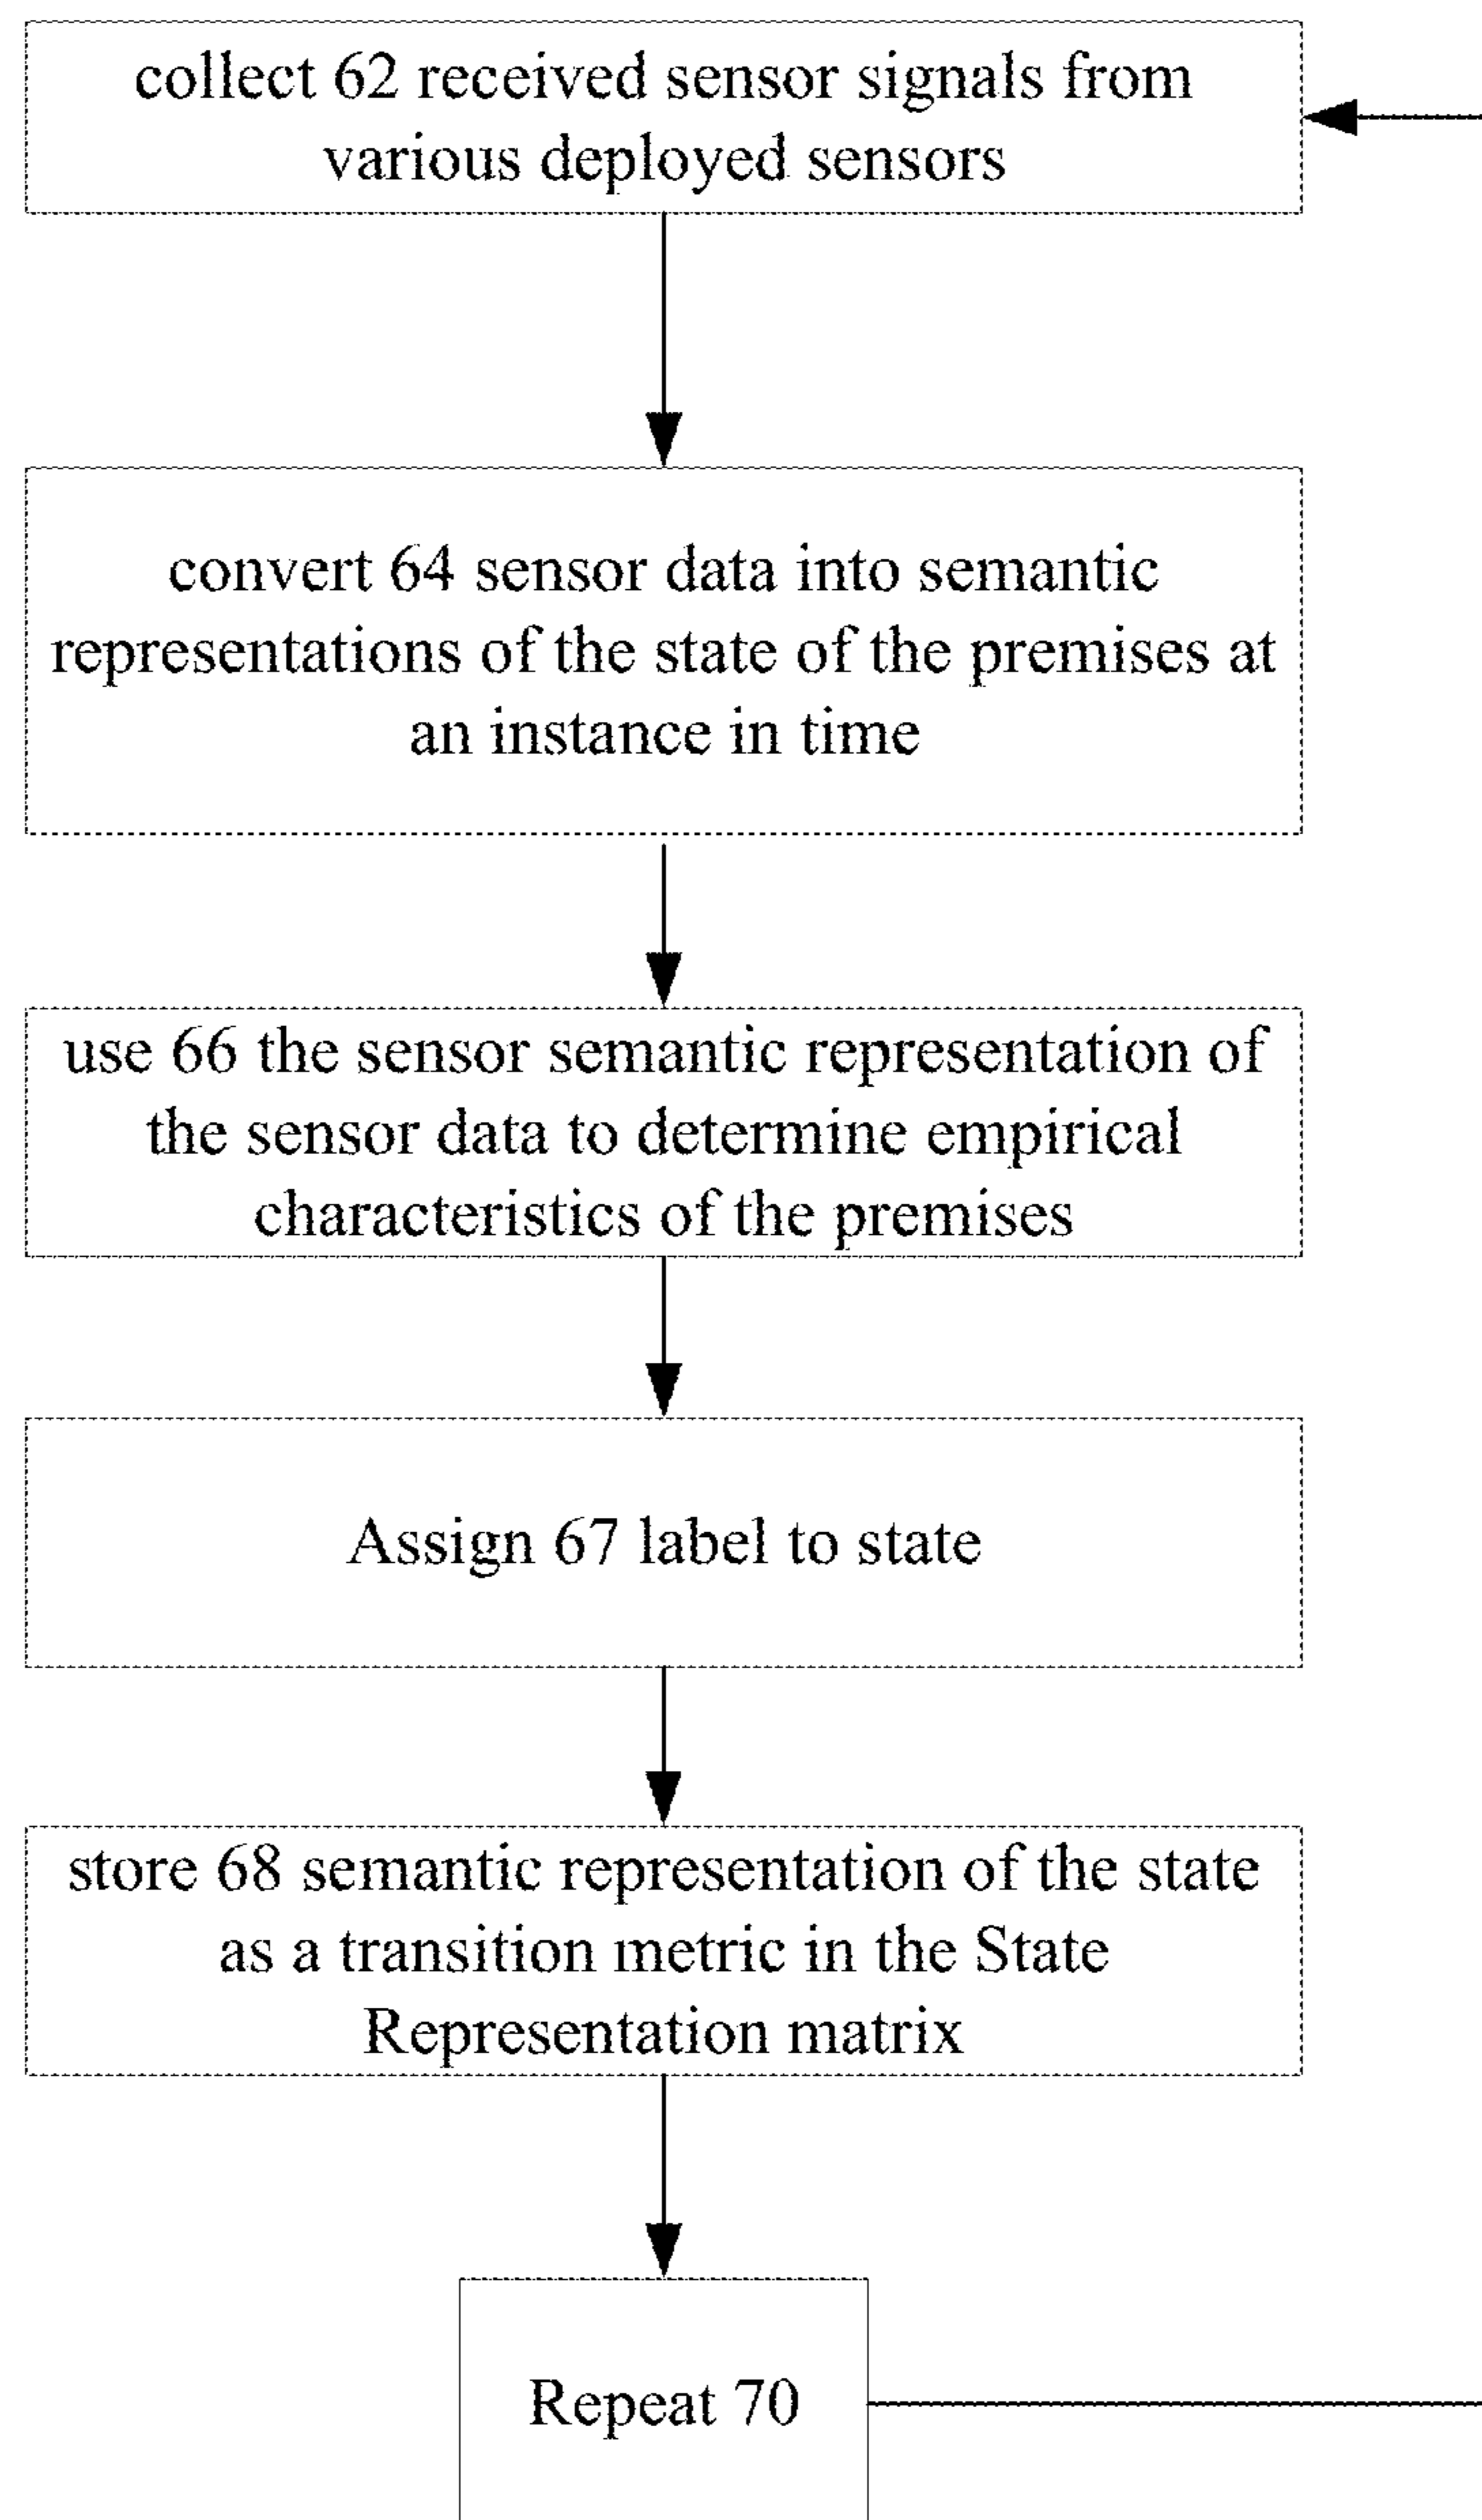 collect 62 received sensor signals from
various deployed sensors
convert 64 sensor data into semantic
representations of the state of the premises at
an instance in time
use 66 the sensor semantic representation of
the sensor data to determine empirical
characteristics of the premises
Assign 67 label to state
store 68 semantic representation of the state
as a transition metric in the State
Representation matrix
Repeat 70